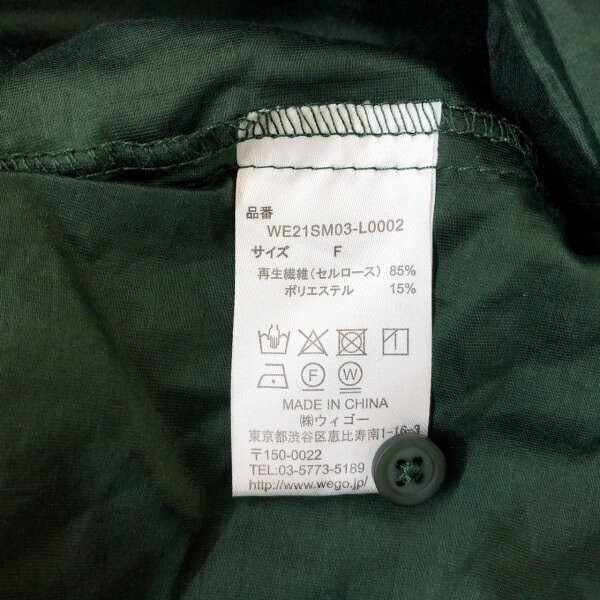 品番
WE21SM03-L0002
サイズ F
再生繊維(セルロース) 85%
ポリエステル 15%
F W
MADE IN CHINA
㈱ウィゴー
東京都渋谷区恵比寿南1-16-3
〒150-0022
TEL:03-5773-5189
http://www.wego.jp/